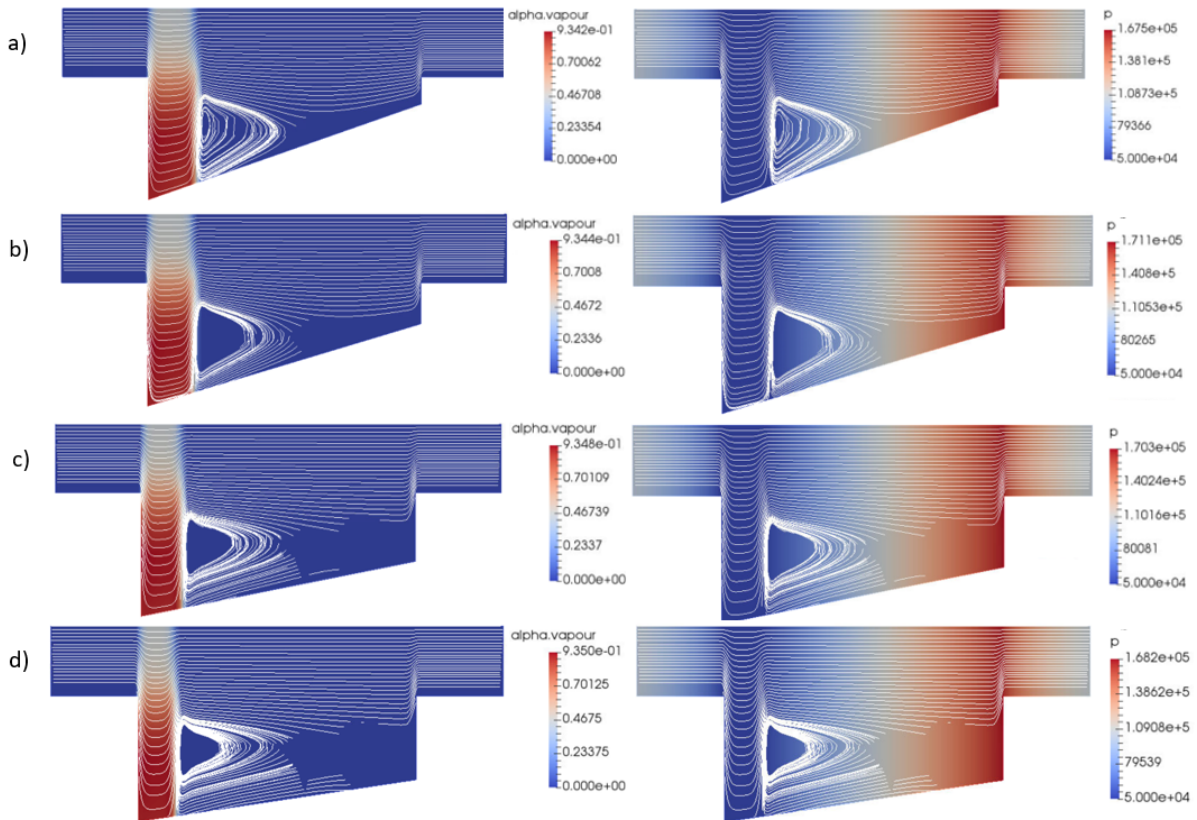 a)
alpha.vapour
9.342e-01
0.70062
0.46708
0.23354
0.000e+00
p
1.675e+05
1.381e+5
1.0873e+5
79366
5.000e+04
b)
alpha.vapour
9.344e-01
0.7008
0.4672
0.2336
0.000e+00
p
1.711e+05
1.408e+5
1.1053e+5
80265
5.000e+04
c)
alpha.vapour
9.348e-01
0.70109
0.46739
0.2337
0.000e+00
p
1.703e+05
1.4024e+5
1.1016e+5
80081
5.000e+04
d)
alpha.vapour
9.350e-01
0.70125
0.4675
0.23375
0.000e+00
p
1.682e+05
1.3862e+5
1.0908e+5
79539
5.000e+04